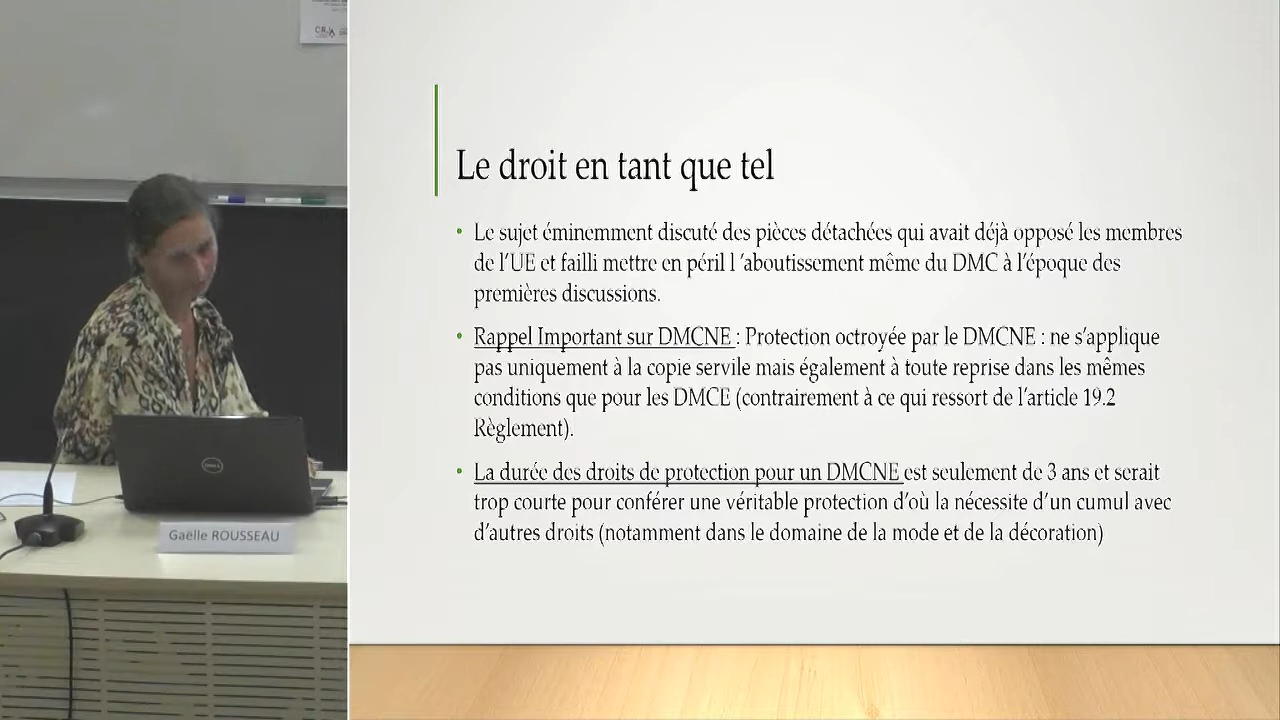 CRJ
Le droit en tant que tel
• Le sujet éminemment discuté des pièces détachées qui avait déjà opposé les membres
de l'UE et failli mettre en péril l 'aboutissement même du DMC à l'époque des
premières discussions.
• Rappel Important sur DMCNE : Protection octroyée par le DMCNE : ne s'applique
pas uniquement à la copie servile mais également à toute reprise dans les mêmes
conditions que pour les DMCE (contrairement à ce qui ressort de l'article 19.2
Règlement).
• La durée des droits de protection pour un DMCNE est seulement de 3 ans et serait
trop courte pour conférer une véritable protection d'où la nécessite d'un cumul avec
d'autres droits (notamment dans le domaine de la mode et de la décoration)
DELL
Gaëlle ROUSSEAU